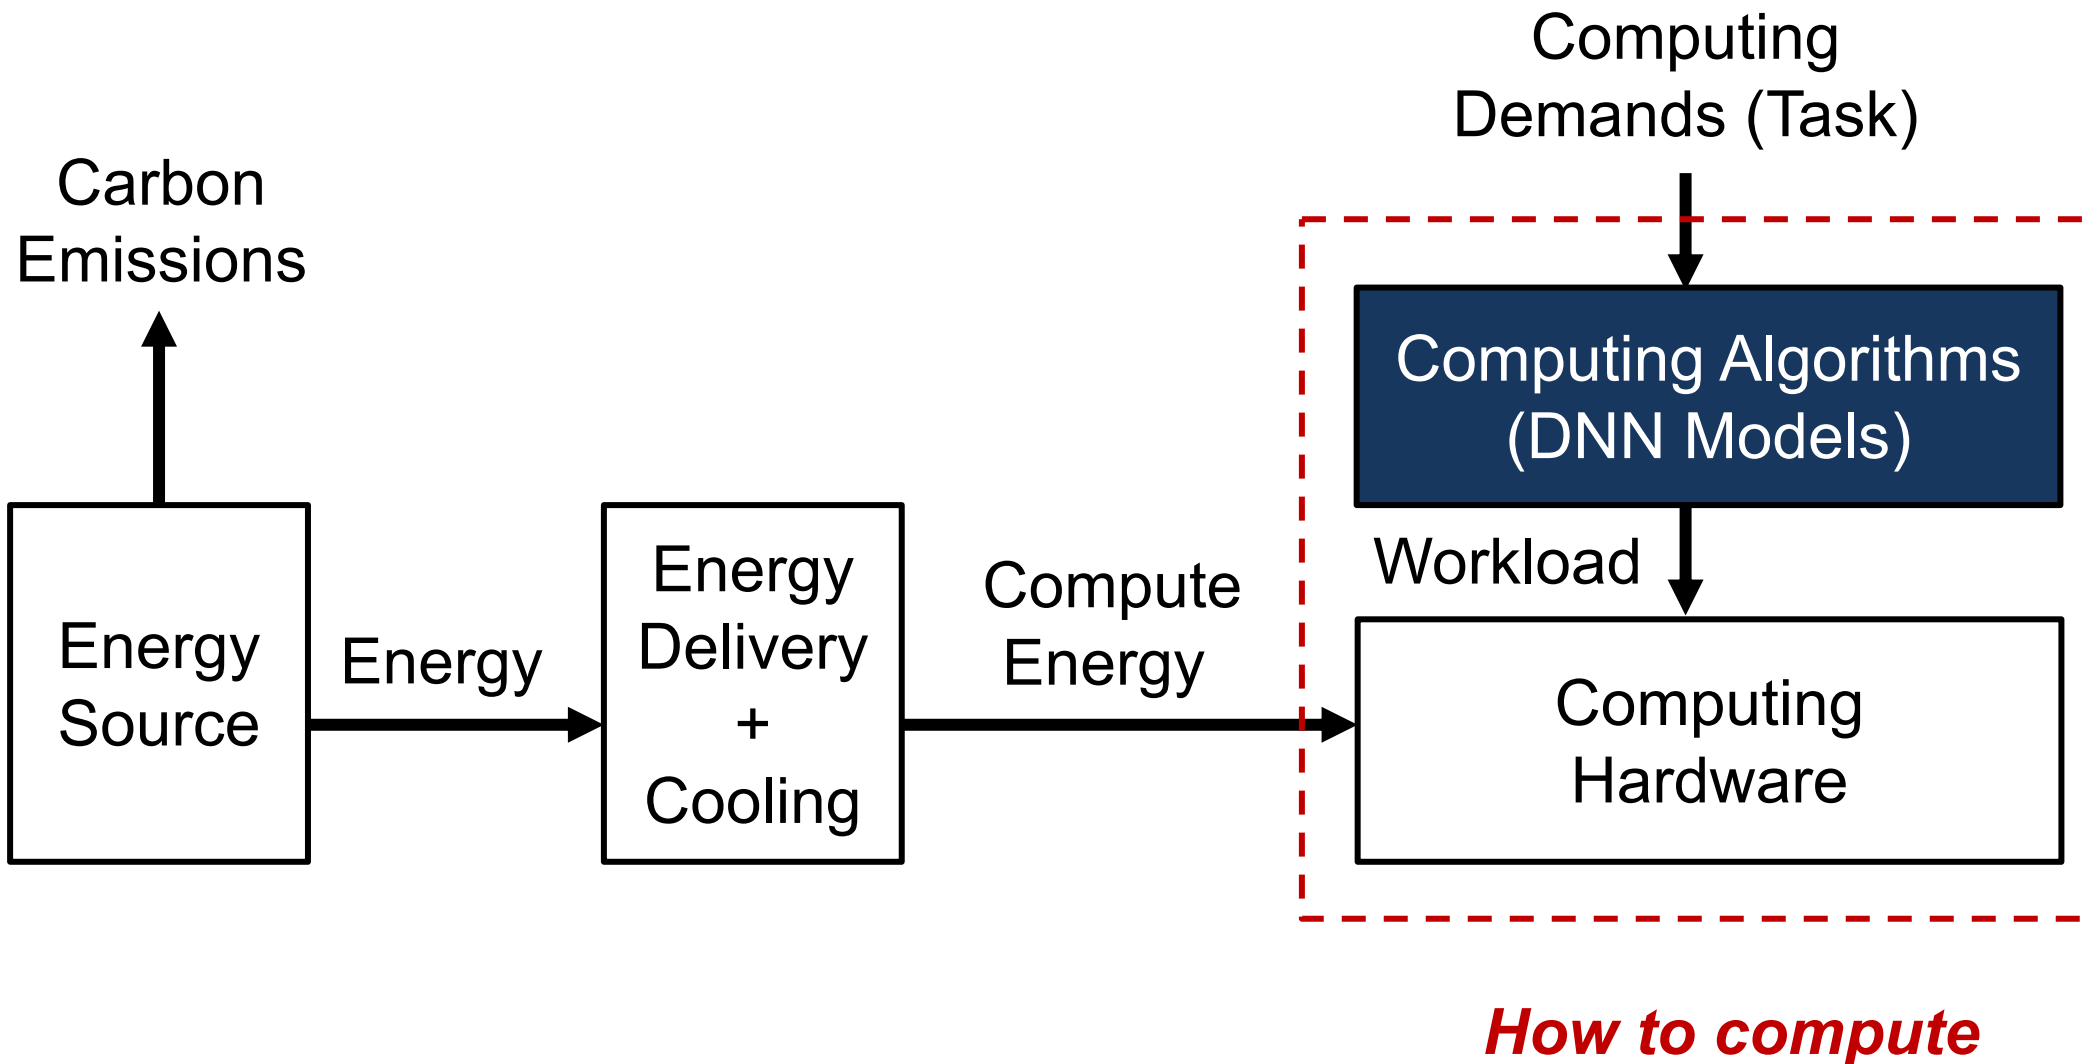 Computing
Demands (Task)
Carbon
Emissions
Computing Algorithms
(DNN Models)
Workload
Energy
Source
Energy
Energy
Delivery
+
Cooling
Compute
Energy
Computing
Hardware
How to compute